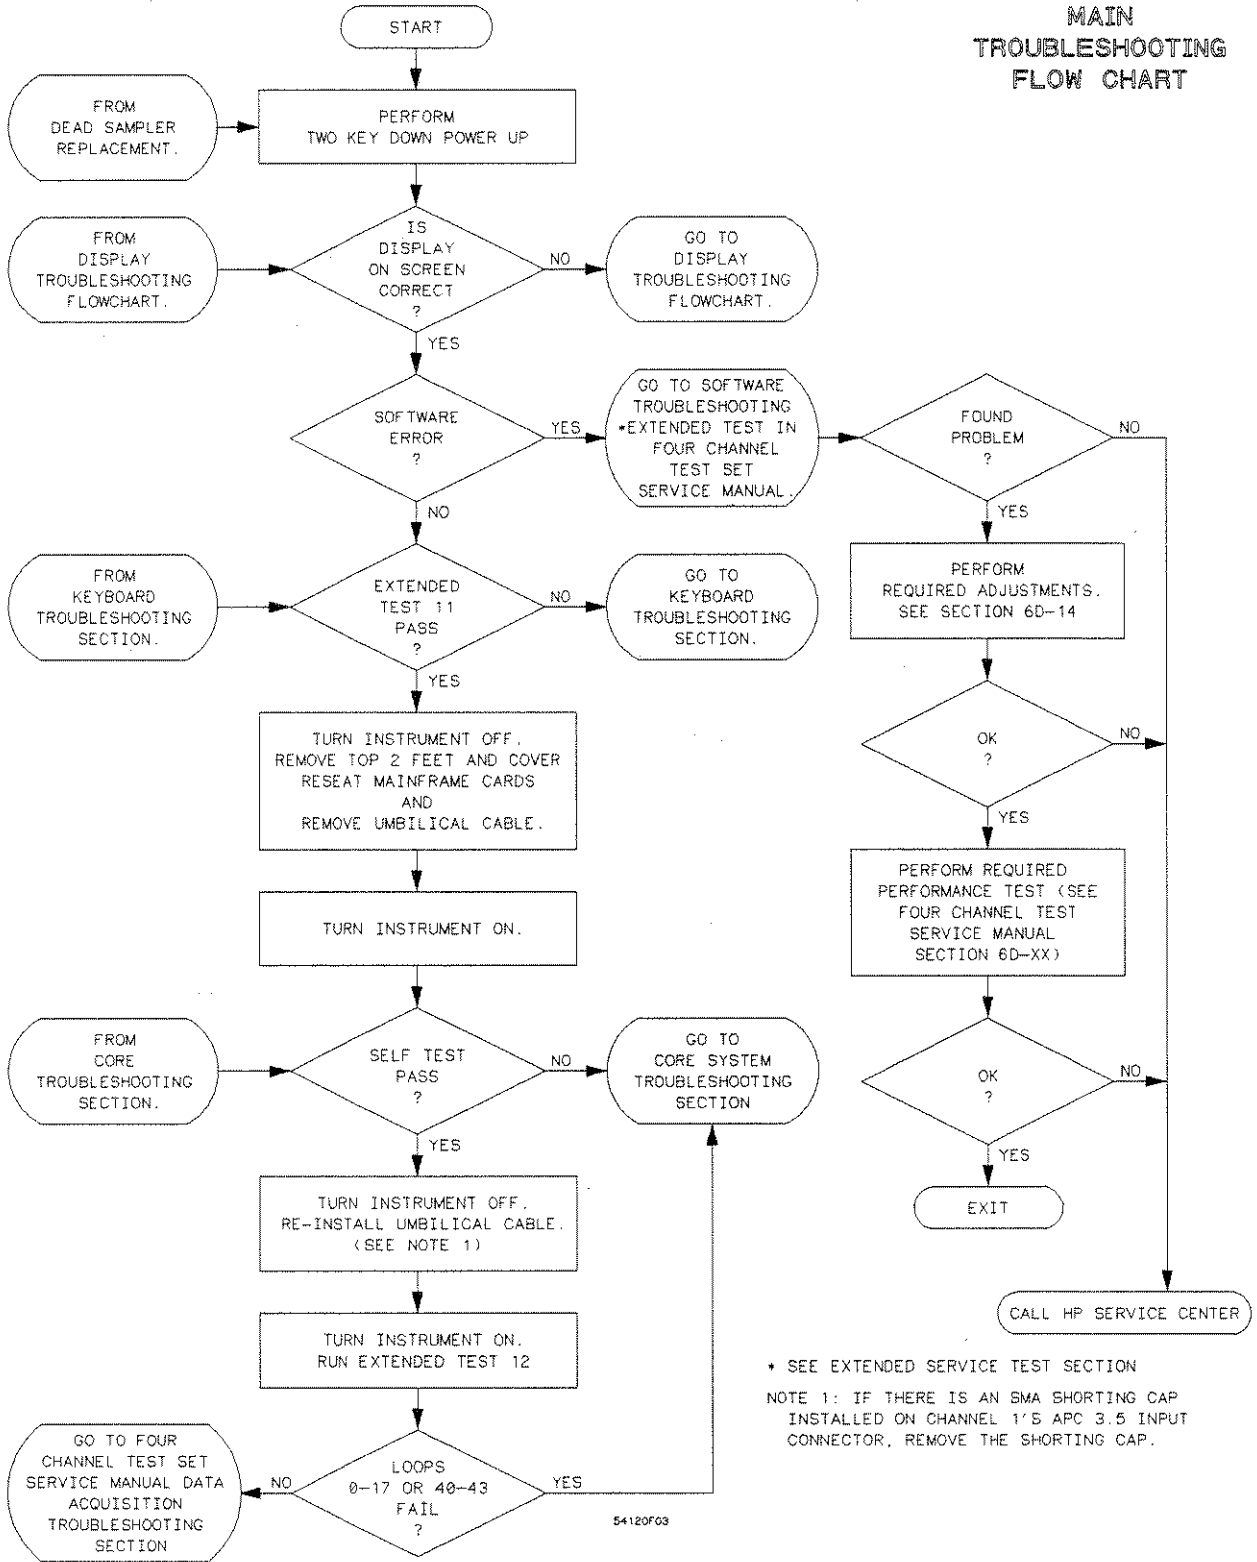 MAIN
TROUBLESHOOTING
FLOW CHART
START
FROM
DEAD SAMPLER
REPLACEMENT.
PERFORM
TWO KEY DOWN POWER UP
FROM
DISPLAY
TROUBLESHOOTING
FLOWCHART.
IS
DISPLAY
ON SCREEN
CORRECT
?
NO
GO TO
DISPLAY
TROUBLESHOOTING
FLOWCHART.
YES
SOFTWARE
ERROR
?
YES
GO TO SOFTWARE
TROUBLESHOOTING
*EXTENDED TEST IN
FOUR CHANNEL
TEST SET
SERVICE MANUAL.
FOUND
PROBLEM
?
NO
NO
YES
FROM
KEYBOARD
TROUBLESHOOTING
SECTION.
EXTENDED
TEST 11
PASS
?
NO
GO TO
KEYBOARD
TROUBLESHOOTING
SECTION.
PERFORM
REQUIRED ADJUSTMENTS.
SEE SECTION 6D-14
YES
TURN INSTRUMENT OFF.
REMOVE TOP 2 FEET AND COVER
RESEAT MAINFRAME CARDS
AND
REMOVE UMBILICAL CABLE.
OK
?
NO
YES
TURN INSTRUMENT ON.
PERFORM REQUIRED
PERFORMANCE TEST (SEE
FOUR CHANNEL TEST
SERVICE MANUAL
SECTION 6D-XX)
FROM
CORE
TROUBLESHOOTING
SECTION.
SELF TEST
PASS
?
NO
GO TO
CORE SYSTEM
TROUBLESHOOTING
SECTION
OK
?
NO
YES
YES
TURN INSTRUMENT OFF.
RE-INSTALL UMBILICAL CABLE.
(SEE NOTE 1)
EXIT
TURN INSTRUMENT ON.
RUN EXTENDED TEST 12
CALL HP SERVICE CENTER
* SEE EXTENDED SERVICE TEST SECTION
NOTE 1: IF THERE IS AN SMA SHORTING CAP
INSTALLED ON CHANNEL 1'S APC 3.5 INPUT
CONNECTOR, REMOVE THE SHORTING CAP.
GO TO FOUR
CHANNEL TEST SET
SERVICE MANUAL DATA
ACQUISITION
TROUBLESHOOTING
SECTION
NO
LOOPS
0-17 OR 40-43
FAIL
?
YES
54120F03